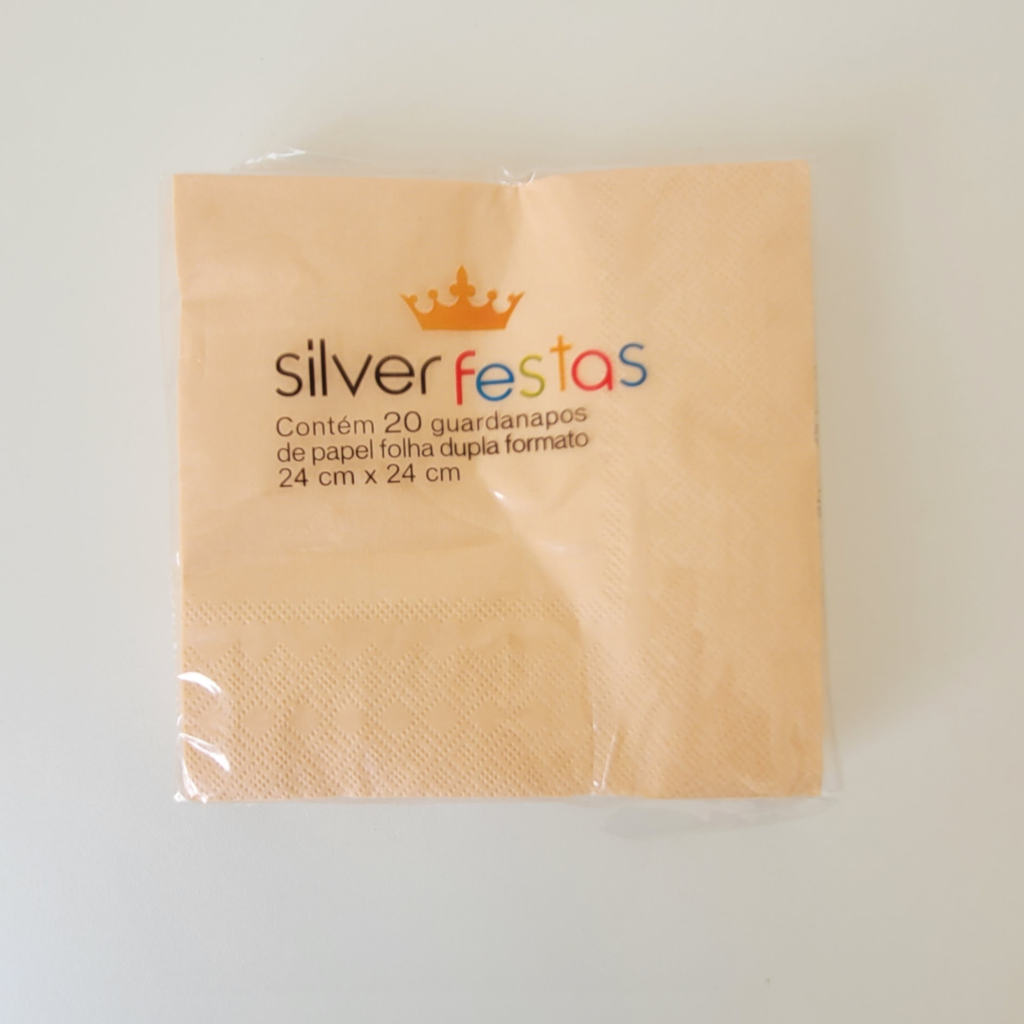 silver festas
Contém 20 guardanapos
de papel folha dupla formato
24 cm x 24 cm